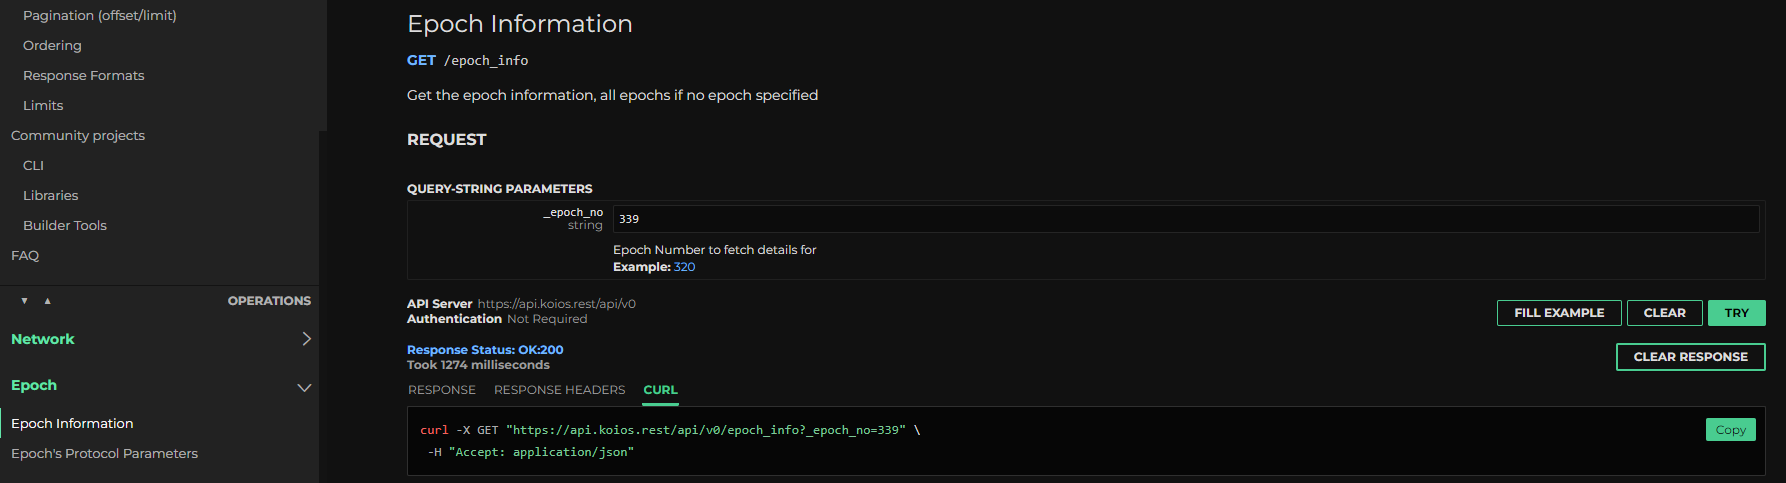 Pagination (offset/limit)
Ordering
Response Formats
Limits
Community projects
CLI
Libraries
Builder Tools
FAQ
▼ ▲ OPERATIONS
Network
Epoch
Epoch Information
Epoch's Protocol Parameters
Epoch Information
GET /epoch_info
Get the epoch information, all epochs if no epoch specified
REQUEST
QUERY-STRING PARAMETERS
_epoch_no
string
339
Epoch Number to fetch details for
Example: 320
API Server https://api.koios.rest/api/v0
Authentication Not Required
FILL EXAMPLE CLEAR TRY
Response Status: OK:200
Took 1274 milliseconds
CLEAR RESPONSE
RESPONSE RESPONSE HEADERS CURL
curl -X GET "https://api.koios.rest/api/v0/epoch_info?_epoch_no=339" \
-H "Accept: application/json"
Copy